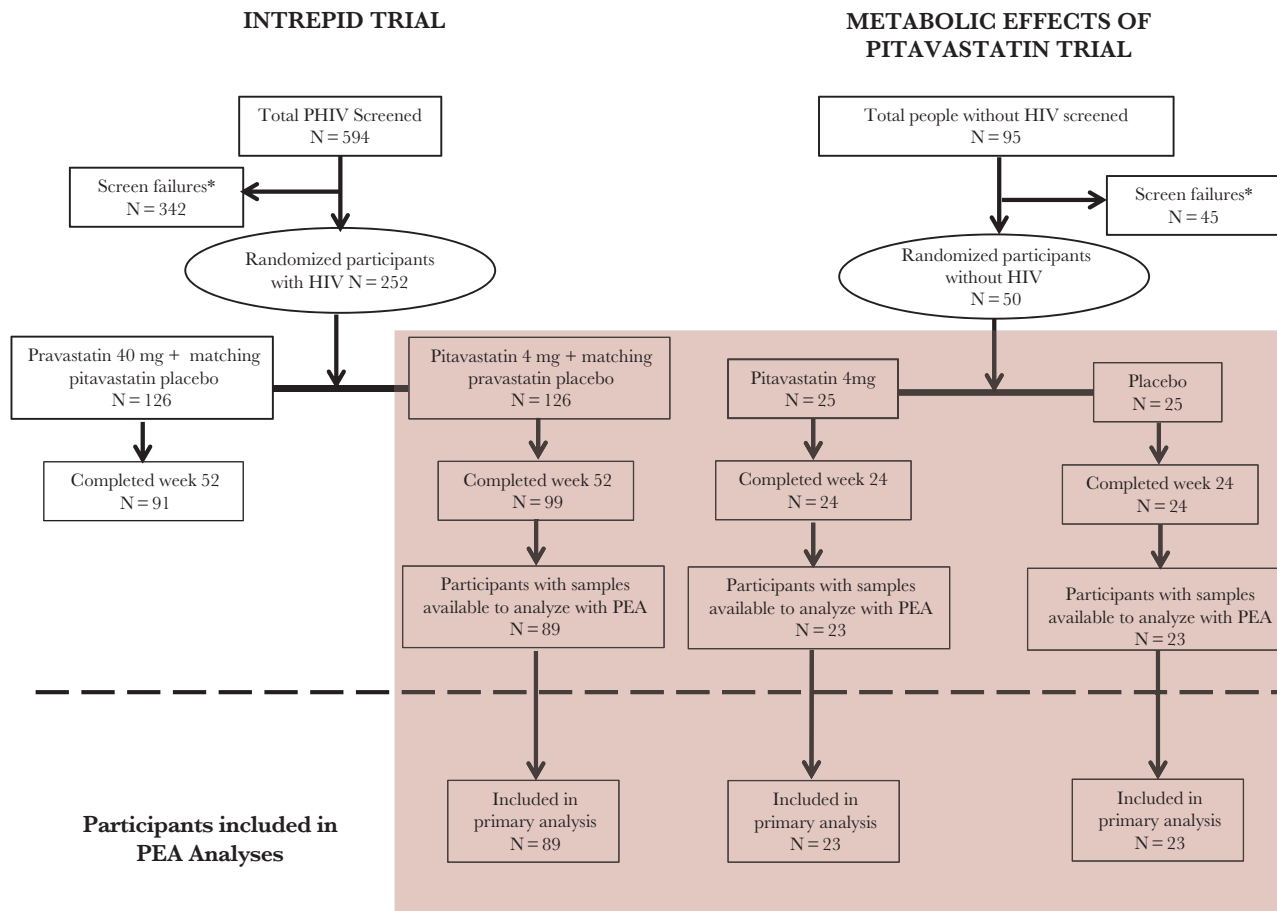 INTREPID TRIAL
Total PHIV Screened
N = 594
Screen failures*
N = 342
Randomized participants
with HIV N = 252
Pravastatin 40 mg + matching
pitavastatin placebo
N = 126
Completed week 52
N = 91
Pitavastatin 4 mg + matching
pravastatin placebo
N = 126
Completed week 52
N = 99
Participants with samples
available to analyze with PEA
N = 89
METABOLIC EFFECTS OF
PITAVASTATIN TRIAL
Total people without HIV screened
N = 95
Screen failures*
N = 45
Randomized participants
without HIV
N = 50
Pitavastatin 4mg
N = 25
Completed week 24
N = 24
Participants with samples
available to analyze with PEA
N = 23
Placebo
N = 25
Completed week 24
N = 24
Participants with samples
available to analyze with PEA
N = 23
Participants included in
PEA Analyses
Included in
primary analysis
N = 89
Included in
primary analysis
N = 23
Included in
primary analysis
N = 23